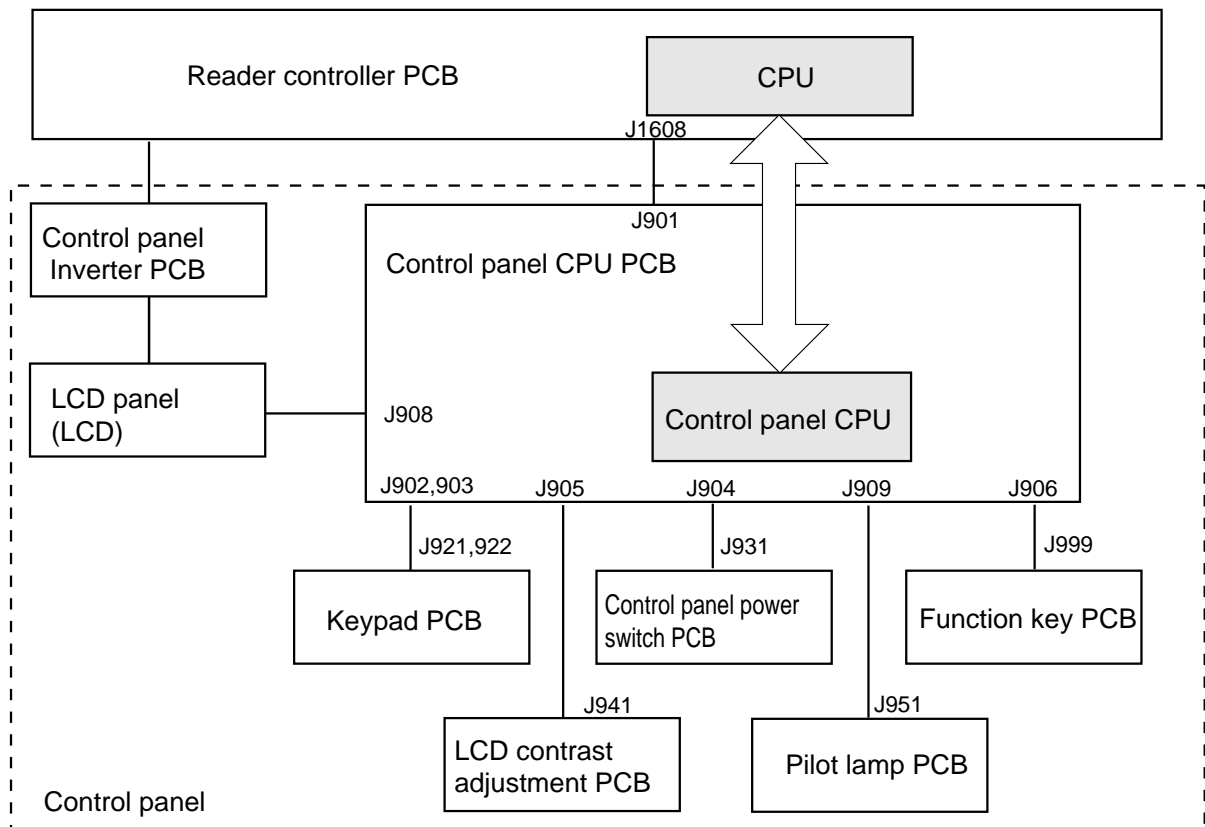 Reader controller PCB
CPU
J1608
J901
Control panel
Inverter PCB
Control panel CPU PCB
LCD panel
(LCD)
J908
Control panel CPU
J902,903
J905
J904
J909
J906
J921,922
J931
J999
Keypad PCB
Control panel power
switch PCB
Function key PCB
J941
J951
LCD contrast
adjustment PCB
Pilot lamp PCB
Control panel